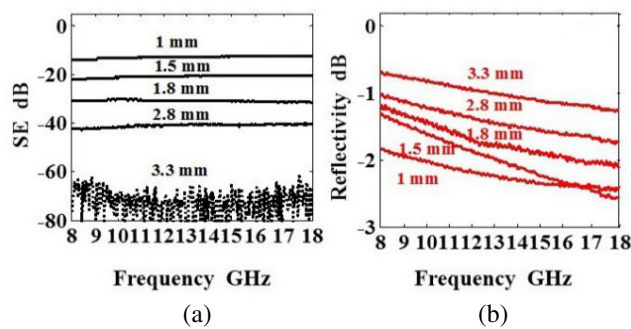 0
-20
-40
-60
-80
SE dB
1 mm
1.5 mm
1.8 mm
2.8 mm
3.3 mm
8 9 10 11 12 13 14 15 16 17 18
Frequency GHz
(a)
0
-1
-2
-3
Reflectivity dB
3.3 mm
2.8 mm
1.8 mm
1.5 mm
1 mm
8 9 10 11 12 13 14 15 16 17 18
Frequency GHz
(b)